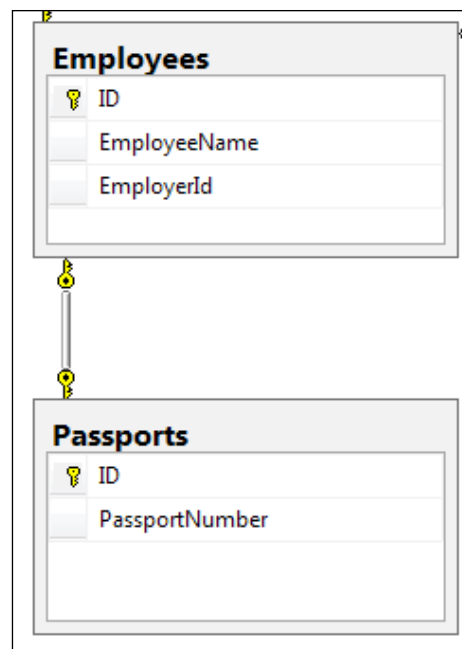 Employees
ID
EmployeeName
EmployerId
Passports
ID
PassportNumber